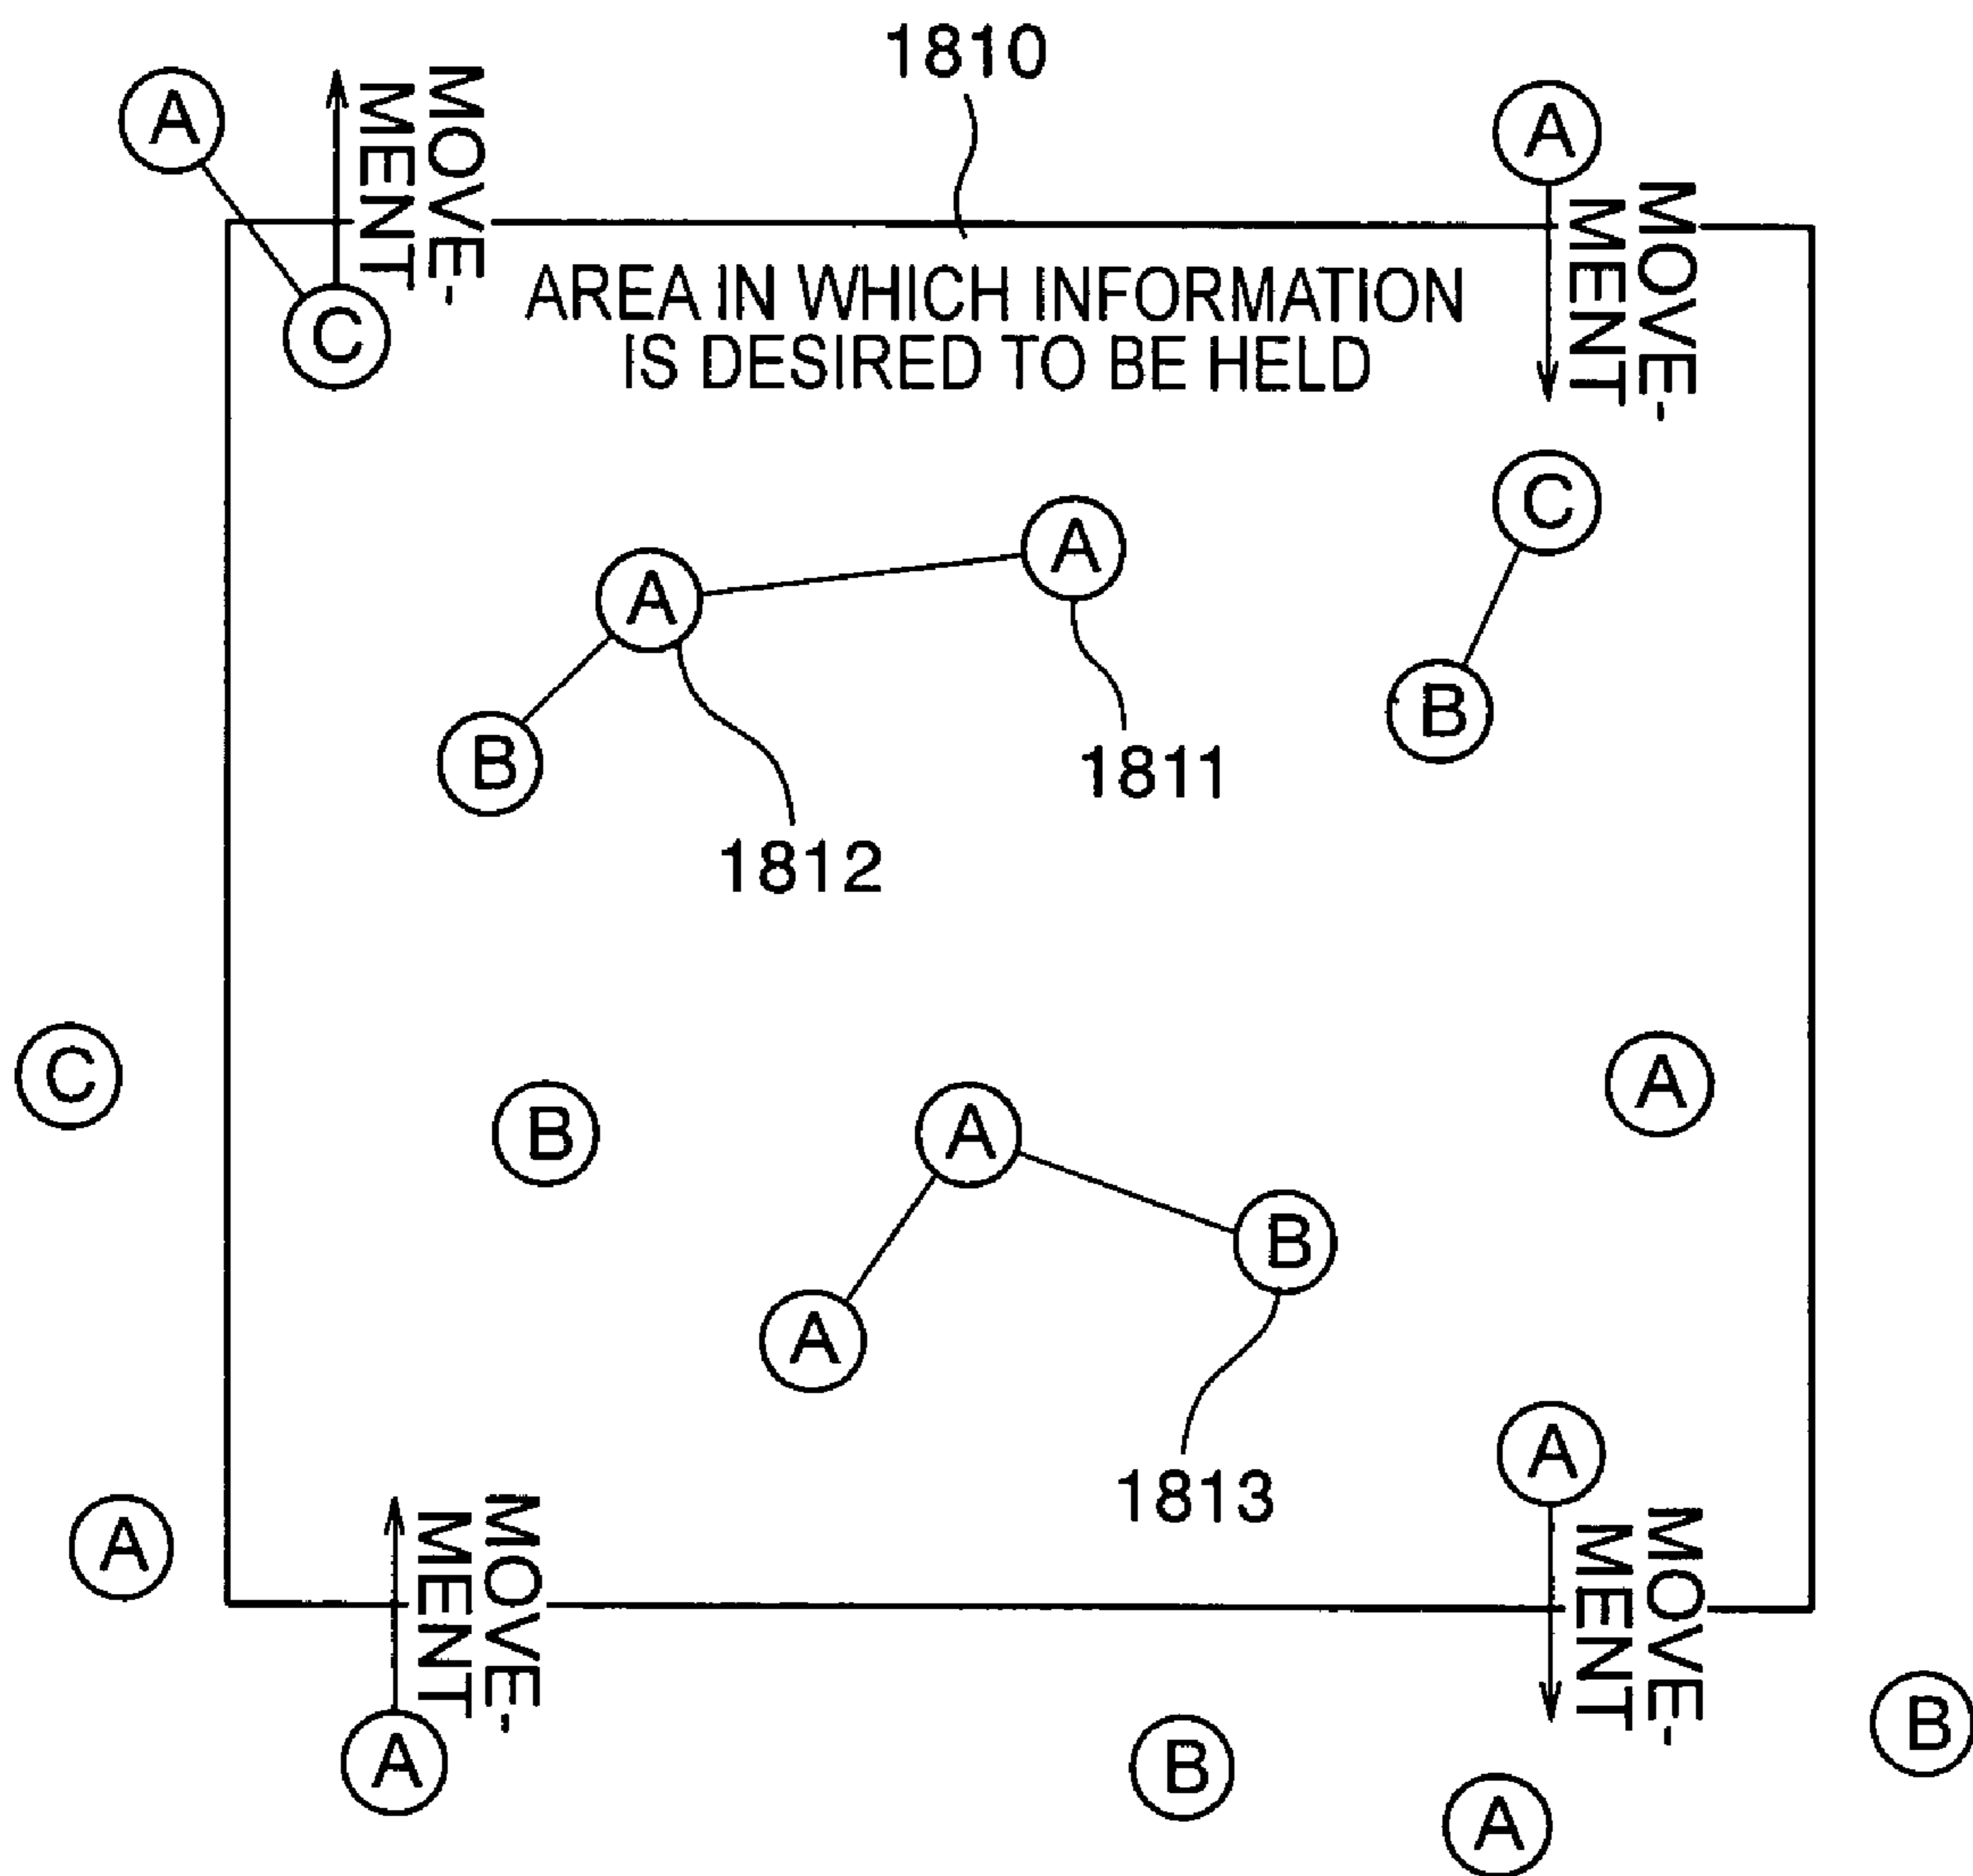 1810
A
MOVE-
MENT
A
MOVE-
MENT
C
AREA IN WHICH INFORMATION
IS DESIRED TO BE HELD
C
A
A
B
B
1811
1812
C
B
A
A
B
A
A
1813
A
MOVE-
MENT
MOVE-
MENT
A
B
B
A